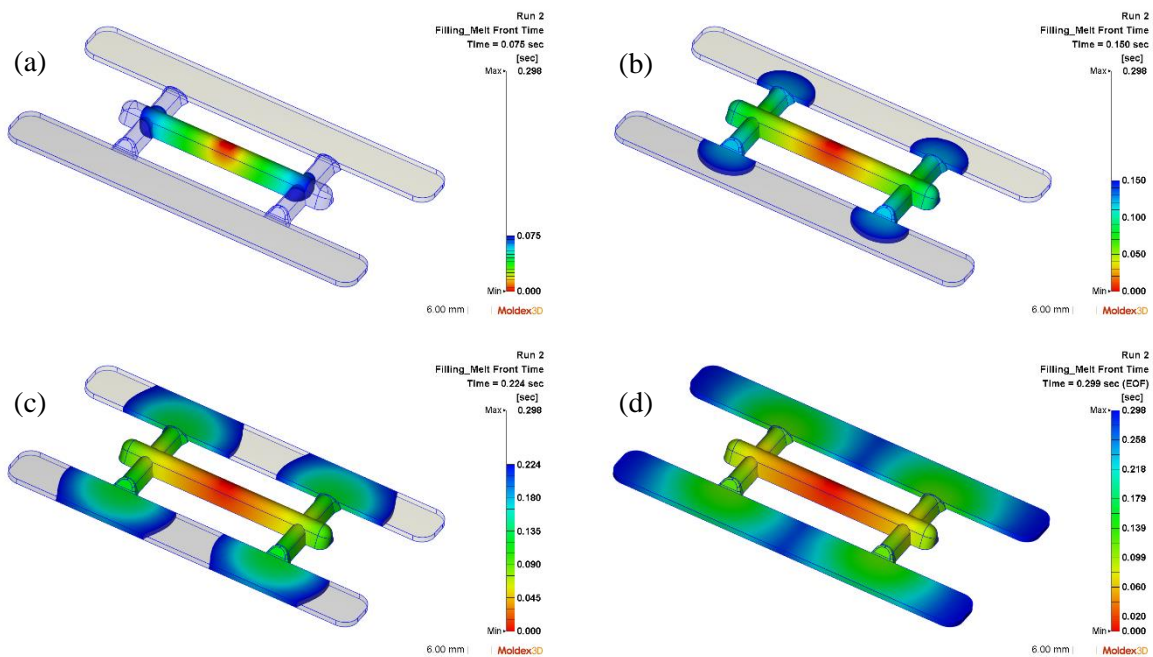 (a)
Run 2
Filling_Melt Front Time
Time = 0.075 sec
[sec]
Max 0.298
0.075
Min 0.000
6.00 mm Moldex3D
(b)
Run 2
Filling_Melt Front Time
Time = 0.150 sec
[sec]
Max 0.298
0.150
0.100
0.050
Min 0.000
6.00 mm Moldex3D
(c)
Run 2
Filling_Melt Front Time
Time = 0.224 sec
[sec]
Max 0.298
0.224
0.180
0.135
0.090
0.045
Min 0.000
6.00 mm Moldex3D
(d)
Run 2
Filling_Melt Front Time
Time = 0.299 sec (EOF)
[sec]
Max 0.298
0.258
0.218
0.179
0.139
0.099
0.060
0.020
Min 0.000
6.00 mm Moldex3D